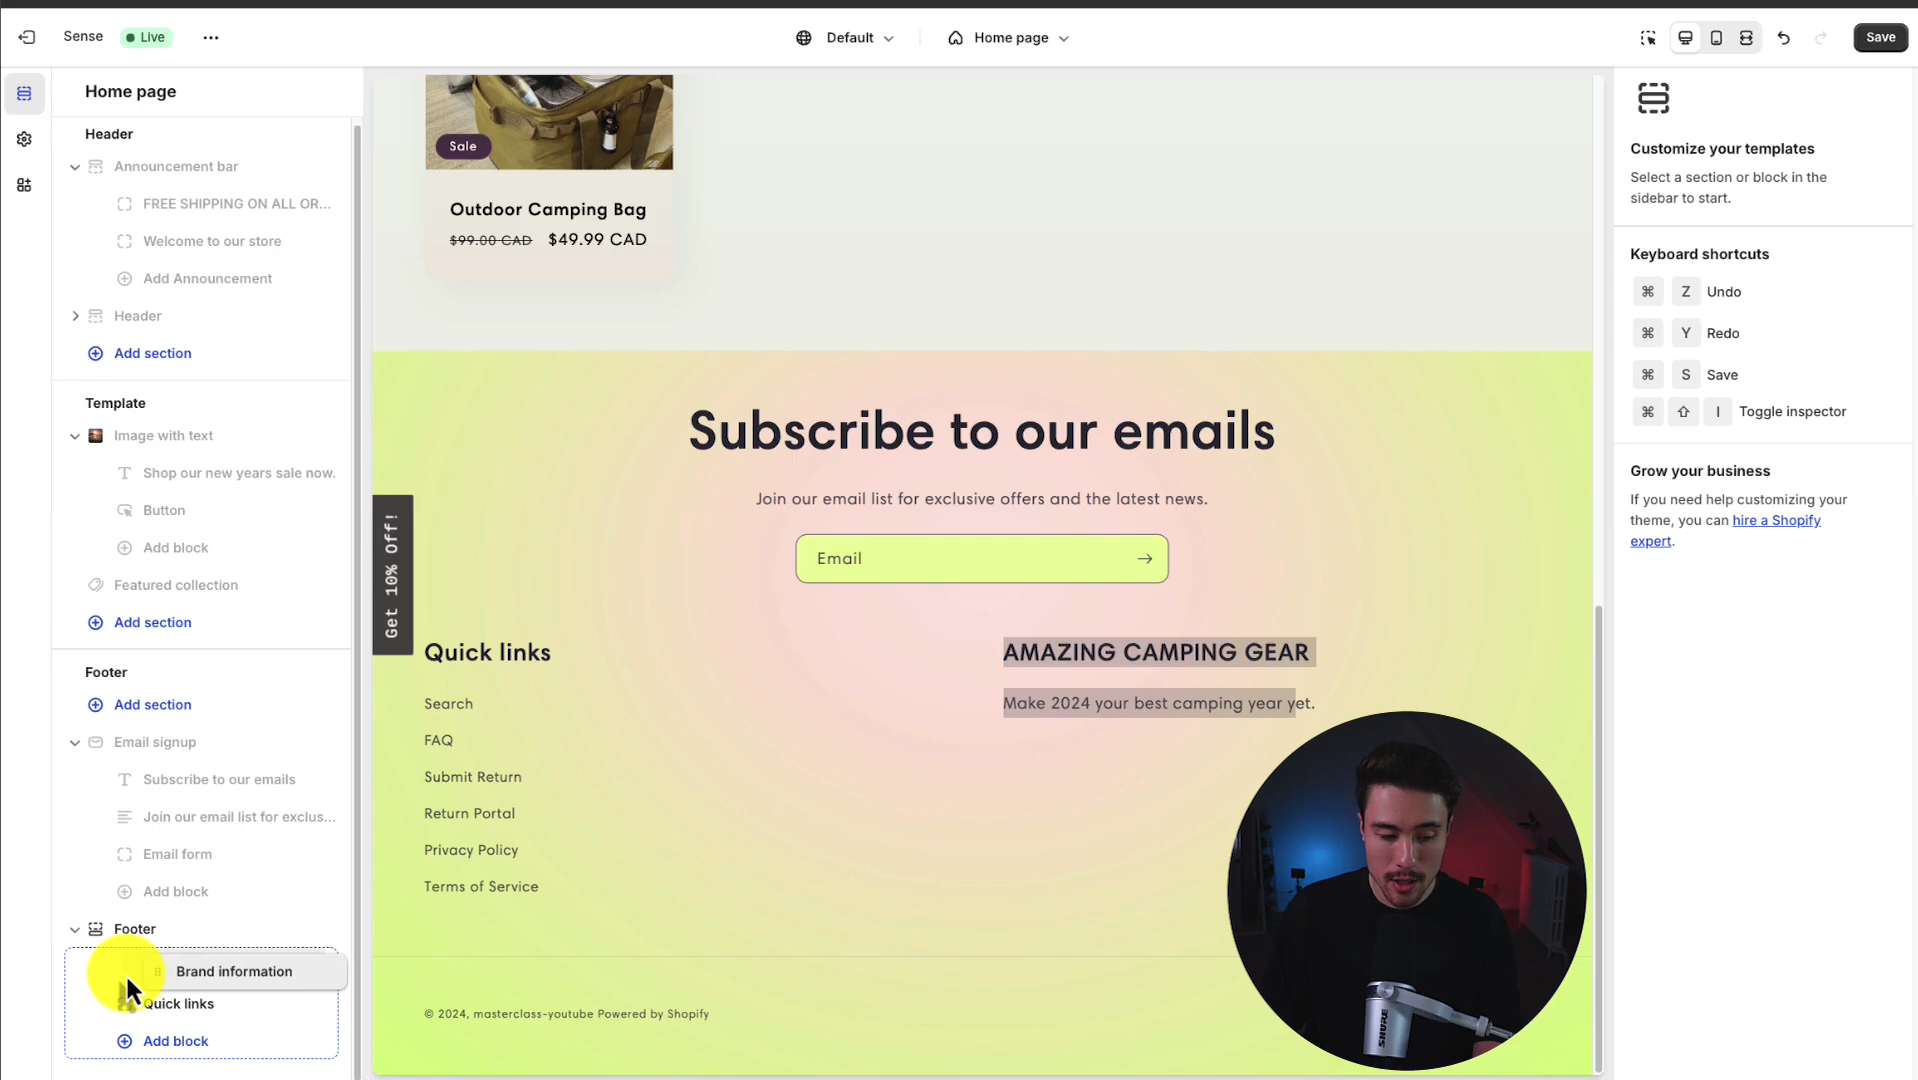 Sense
Live
Default
Home page
Save
Home page
Header
Announcement bar
FREE SHIPPING ON ALL OR...
Welcome to our store
Add Announcement
Header
Add section
Template
Image with text
Shop our new years sale now.
Button
Add block
Featured collection
Add section
Footer
Add section
Email signup
Subscribe to our emails
Join our email list for exclus...
Email form
Add block
Footer
Brand information
Quick links
Add block
Sale
Outdoor Camping Bag
$99.00 CAD $49.99 CAD
Subscribe to our emails
Join our email list for exclusive offers and the latest news.
Email
Get 10% Off!
Quick links
Search
FAQ
Submit Return
Return Portal
Privacy Policy
Terms of Service
AMAZING CAMPING GEAR
Make 2024 your best camping year yet.
© 2024, masterclass-youtube Powered by Shopify
SHURE
Customize your templates
Select a section or block in the
sidebar to start.
Keyboard shortcuts
⌘ Z Undo
⌘ Y Redo
⌘ S Save
⌘ ⇧ I Toggle inspector
Grow your business
If you need help customizing your
theme, you can hire a Shopify
expert.